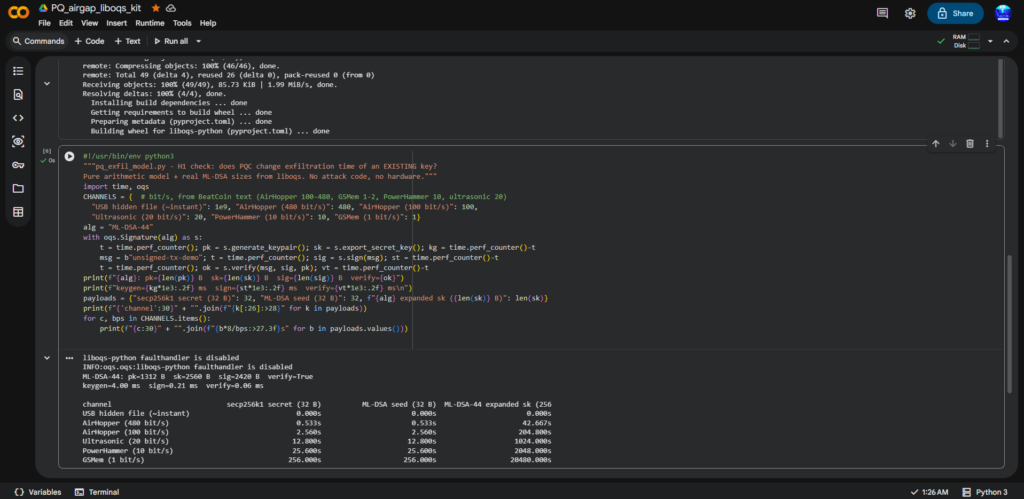 PQ_airgap_liboqs_kit
File Edit View Insert Runtime Tools Help
Share
Commands + Code + Text Run all
RAM
Disk
remote: Compressing objects: 100% (46/46), done.
remote: Total 49 (delta 4), reused 26 (delta 0), pack-reused 0 (from 0)
Receiving objects: 100% (49/49), 85.73 KiB | 1.99 MiB/s, done.
Resolving deltas: 100% (4/4), done.
Installing build dependencies ... done
Getting requirements to build wheel ... done
Preparing metadata (pyproject.toml) ... done
Building wheel for liboqs-python (pyproject.toml) ... done
0s
#!/usr/bin/env python3
"""pq_exfil_model.py - H1 check: does PQC change exfiltration time of an EXISTING key?
Pure arithmetic model + real ML-DSA sizes from liboqs. No attack code, no hardware."""
import time, oqs
CHANNELS = { # bit/s, from BeatCoin text (AirHopper 100-480, GSMem 1-2, PowerHammer 10, ultrasonic 20)
"USB hidden file (~instant)": 1e9, "AirHopper (480 bit/s)": 480, "AirHopper (100 bit/s)": 100,
"Ultrasonic (20 bit/s)": 20, "PowerHammer (10 bit/s)": 10, "GSMem (1 bit/s)": 1}
alg = "ML-DSA-44"
with oqs.Signature(alg) as s:
t = time.perf_counter(); pk = s.generate_keypair(); sk = s.export_secret_key(); kg = time.perf_counter()-t
msg = b"unsigned-tx-demo"; t = time.perf_counter(); sig = s.sign(msg); st = time.perf_counter()-t
t = time.perf_counter(); ok = s.verify(msg, sig, pk); vt = time.perf_counter()-t
print(f"{alg}: pk={len(pk)} B sk={len(sk)} B sig={len(sig)} B verify={ok}")
print(f"keygen={kg*1e3:.2f} ms sign={st*1e3:.2f} ms verify={vt*1e3:.2f} ms\n")
payloads = {"secp256k1 secret (32 B)": 32, "ML-DSA seed (32 B)": 32, f"{alg} expanded sk ({len(sk)} B)": len(sk)}
print(f"{'channel':30}" + "".join(f"{k[:26]:>28}" for k in payloads))
for c, bps in CHANNELS.items():
print(f"{c:30}" + "".join(f"{b*8/bps:>27.3f}s" for b in payloads.values()))
liboqs-python faulthandler is disabled
INFO:oqs.oqs:liboqs-python faulthandler is disabled
ML-DSA-44: pk=1312 B sk=2560 B sig=2420 B verify=True
keygen=4.00 ms sign=0.21 ms verify=0.06 ms
channel secp256k1 secret (32 B) ML-DSA seed (32 B) ML-DSA-44 expanded sk (256
USB hidden file (~instant) 0.000s 0.000s 0.000s
AirHopper (480 bit/s) 0.533s 0.533s 42.667s
AirHopper (100 bit/s) 2.560s 2.560s 204.800s
Ultrasonic (20 bit/s) 12.800s 12.800s 1024.000s
PowerHammer (10 bit/s) 25.600s 25.600s 2048.000s
GSMem (1 bit/s) 256.000s 256.000s 20480.000s
Variables Terminal
1:26 AM Python 3